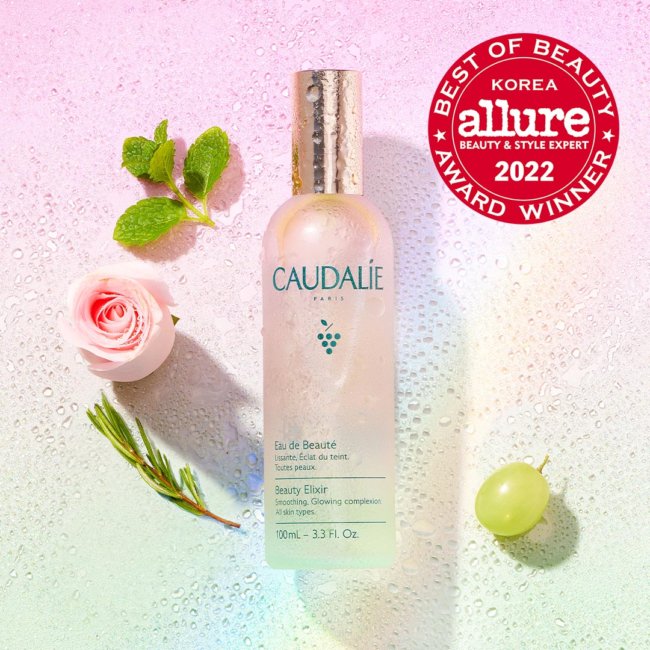 BEST OF BEAUTY
KOREA
allure
BEAUTY & STYLE EXPERT
2022
AWARD WINNER
CAUDALÍE
PARIS
Eau de Beauté
Lissante, Éclat du teint.
Toutes peaux.
Beauty Elixir
Smoothing, Glowing complexion.
All skin types.
100mL – 3.3 Fl. Oz.